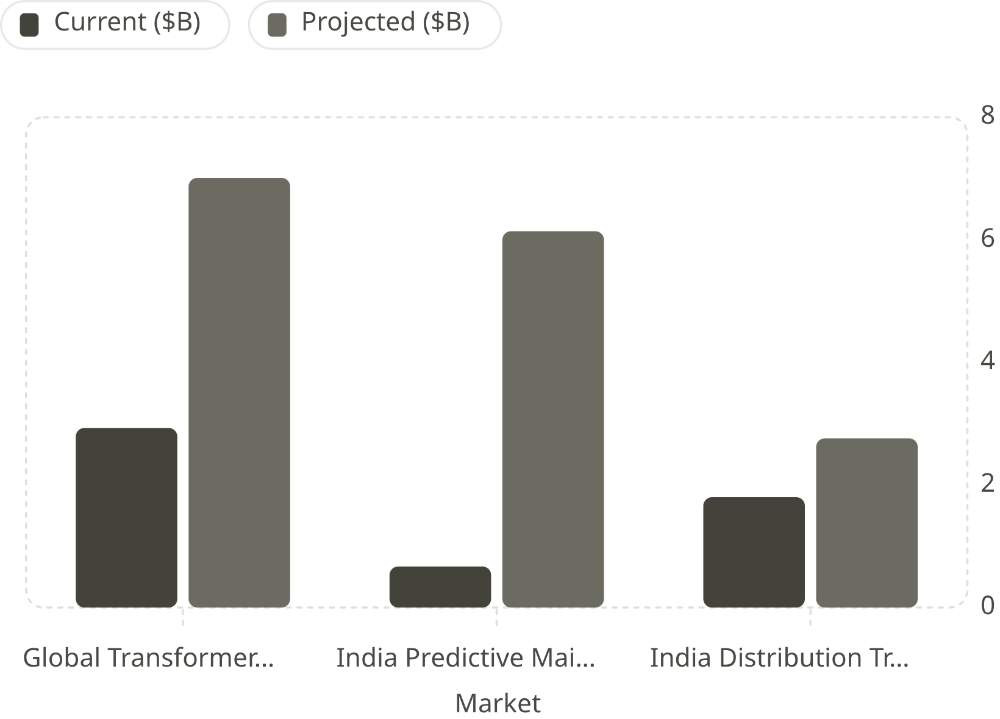 Current ($B)
Projected ($B)
8
6
4
2
0
Global Transformer...
India Predictive Mai...
India Distribution Tr...
Market